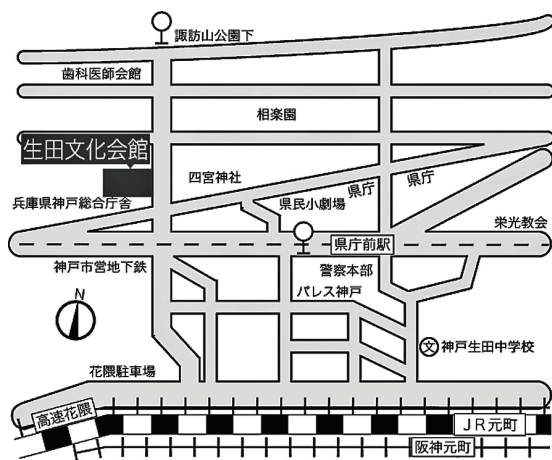 諏訪山公園下
歯科医師会館
相楽園
生田文化会館
四宮神社
県庁
県庁
兵庫県神戸総合庁舎
県民小劇場
栄光教会
県庁前駅
神戸市営地下鉄
警察本部
パレス神戸
N
文
神戸生田中学校
花隈駐車場
高速花隈
JR元町
阪神元町